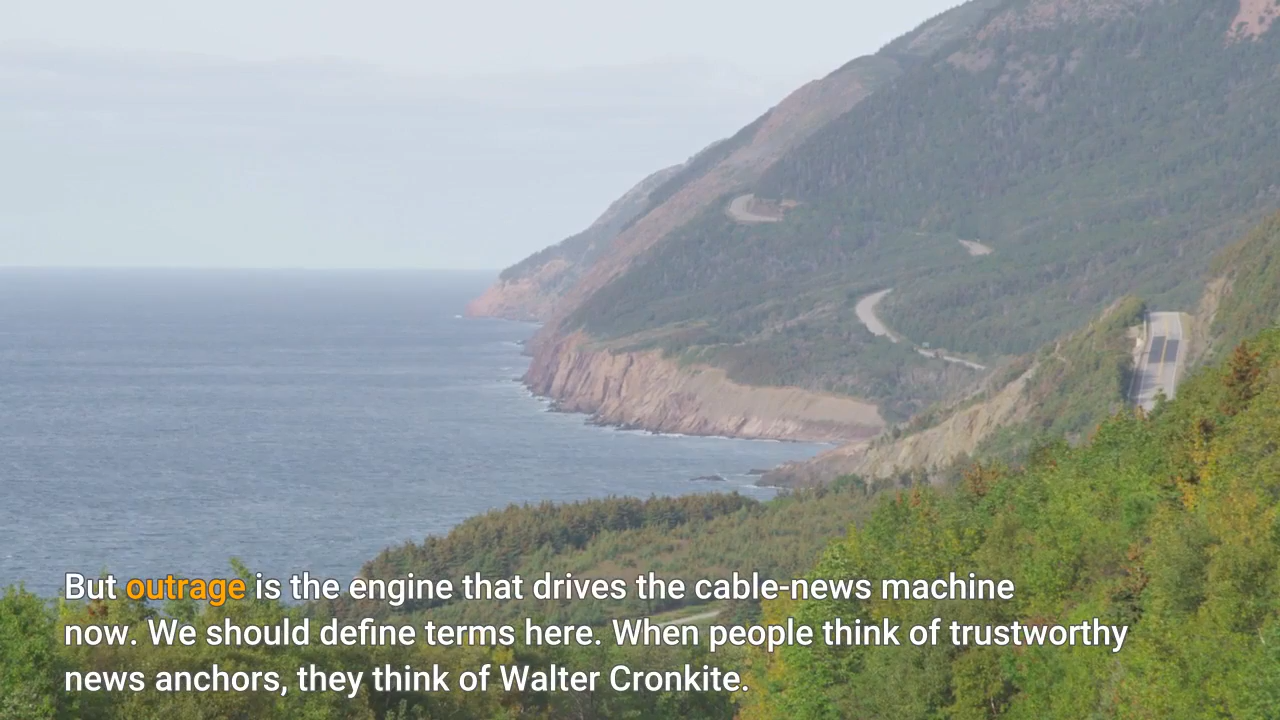 But outrage is the engine that drives the cable-news machine
now. We should define terms here. When people think of trustworthy
news anchors, they think of Walter Cronkite.